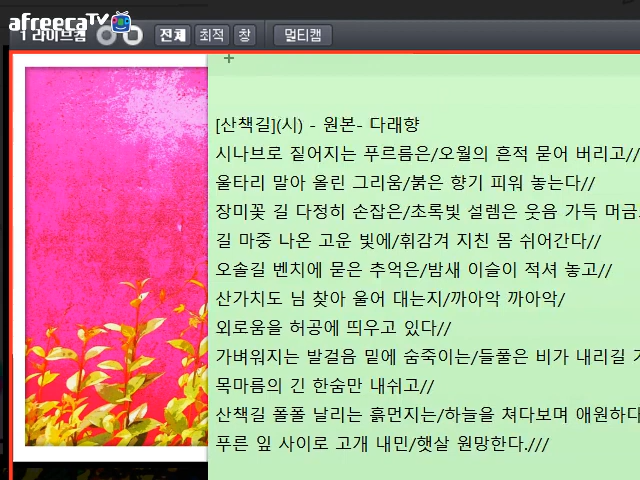 afreecaTV
1 라이브캠 전체 최적 창 멀티캠
[산책길](시) - 원본- 다래향
시나브로 짙어지는 푸르름은/오월의 흔적 묻어 버리고//
울타리 말아 올린 그리움/붉은 향기 피워 놓는다//
장미꽃 길 다정히 손잡은/초록빛 설렘은 웃음 가득 머금
길 마중 나온 고운 빛에/휘감겨 지친 몸 쉬어간다//
오솔길 벤치에 묻은 추억은/밤새 이슬이 적셔 놓고//
산가치도 님 찾아 울어 대는지/까아악 까아악/
외로움을 허공에 띄우고 있다//
가벼워지는 발걸음 밑에 숨죽이는/들풀은 비가 내리길
목마름의 긴 한숨만 내쉬고//
산책길 폴폴 날리는 흙먼지는/하늘을 쳐다보며 애원하다
푸른 잎 사이로 고개 내민/햇살 원망한다.///